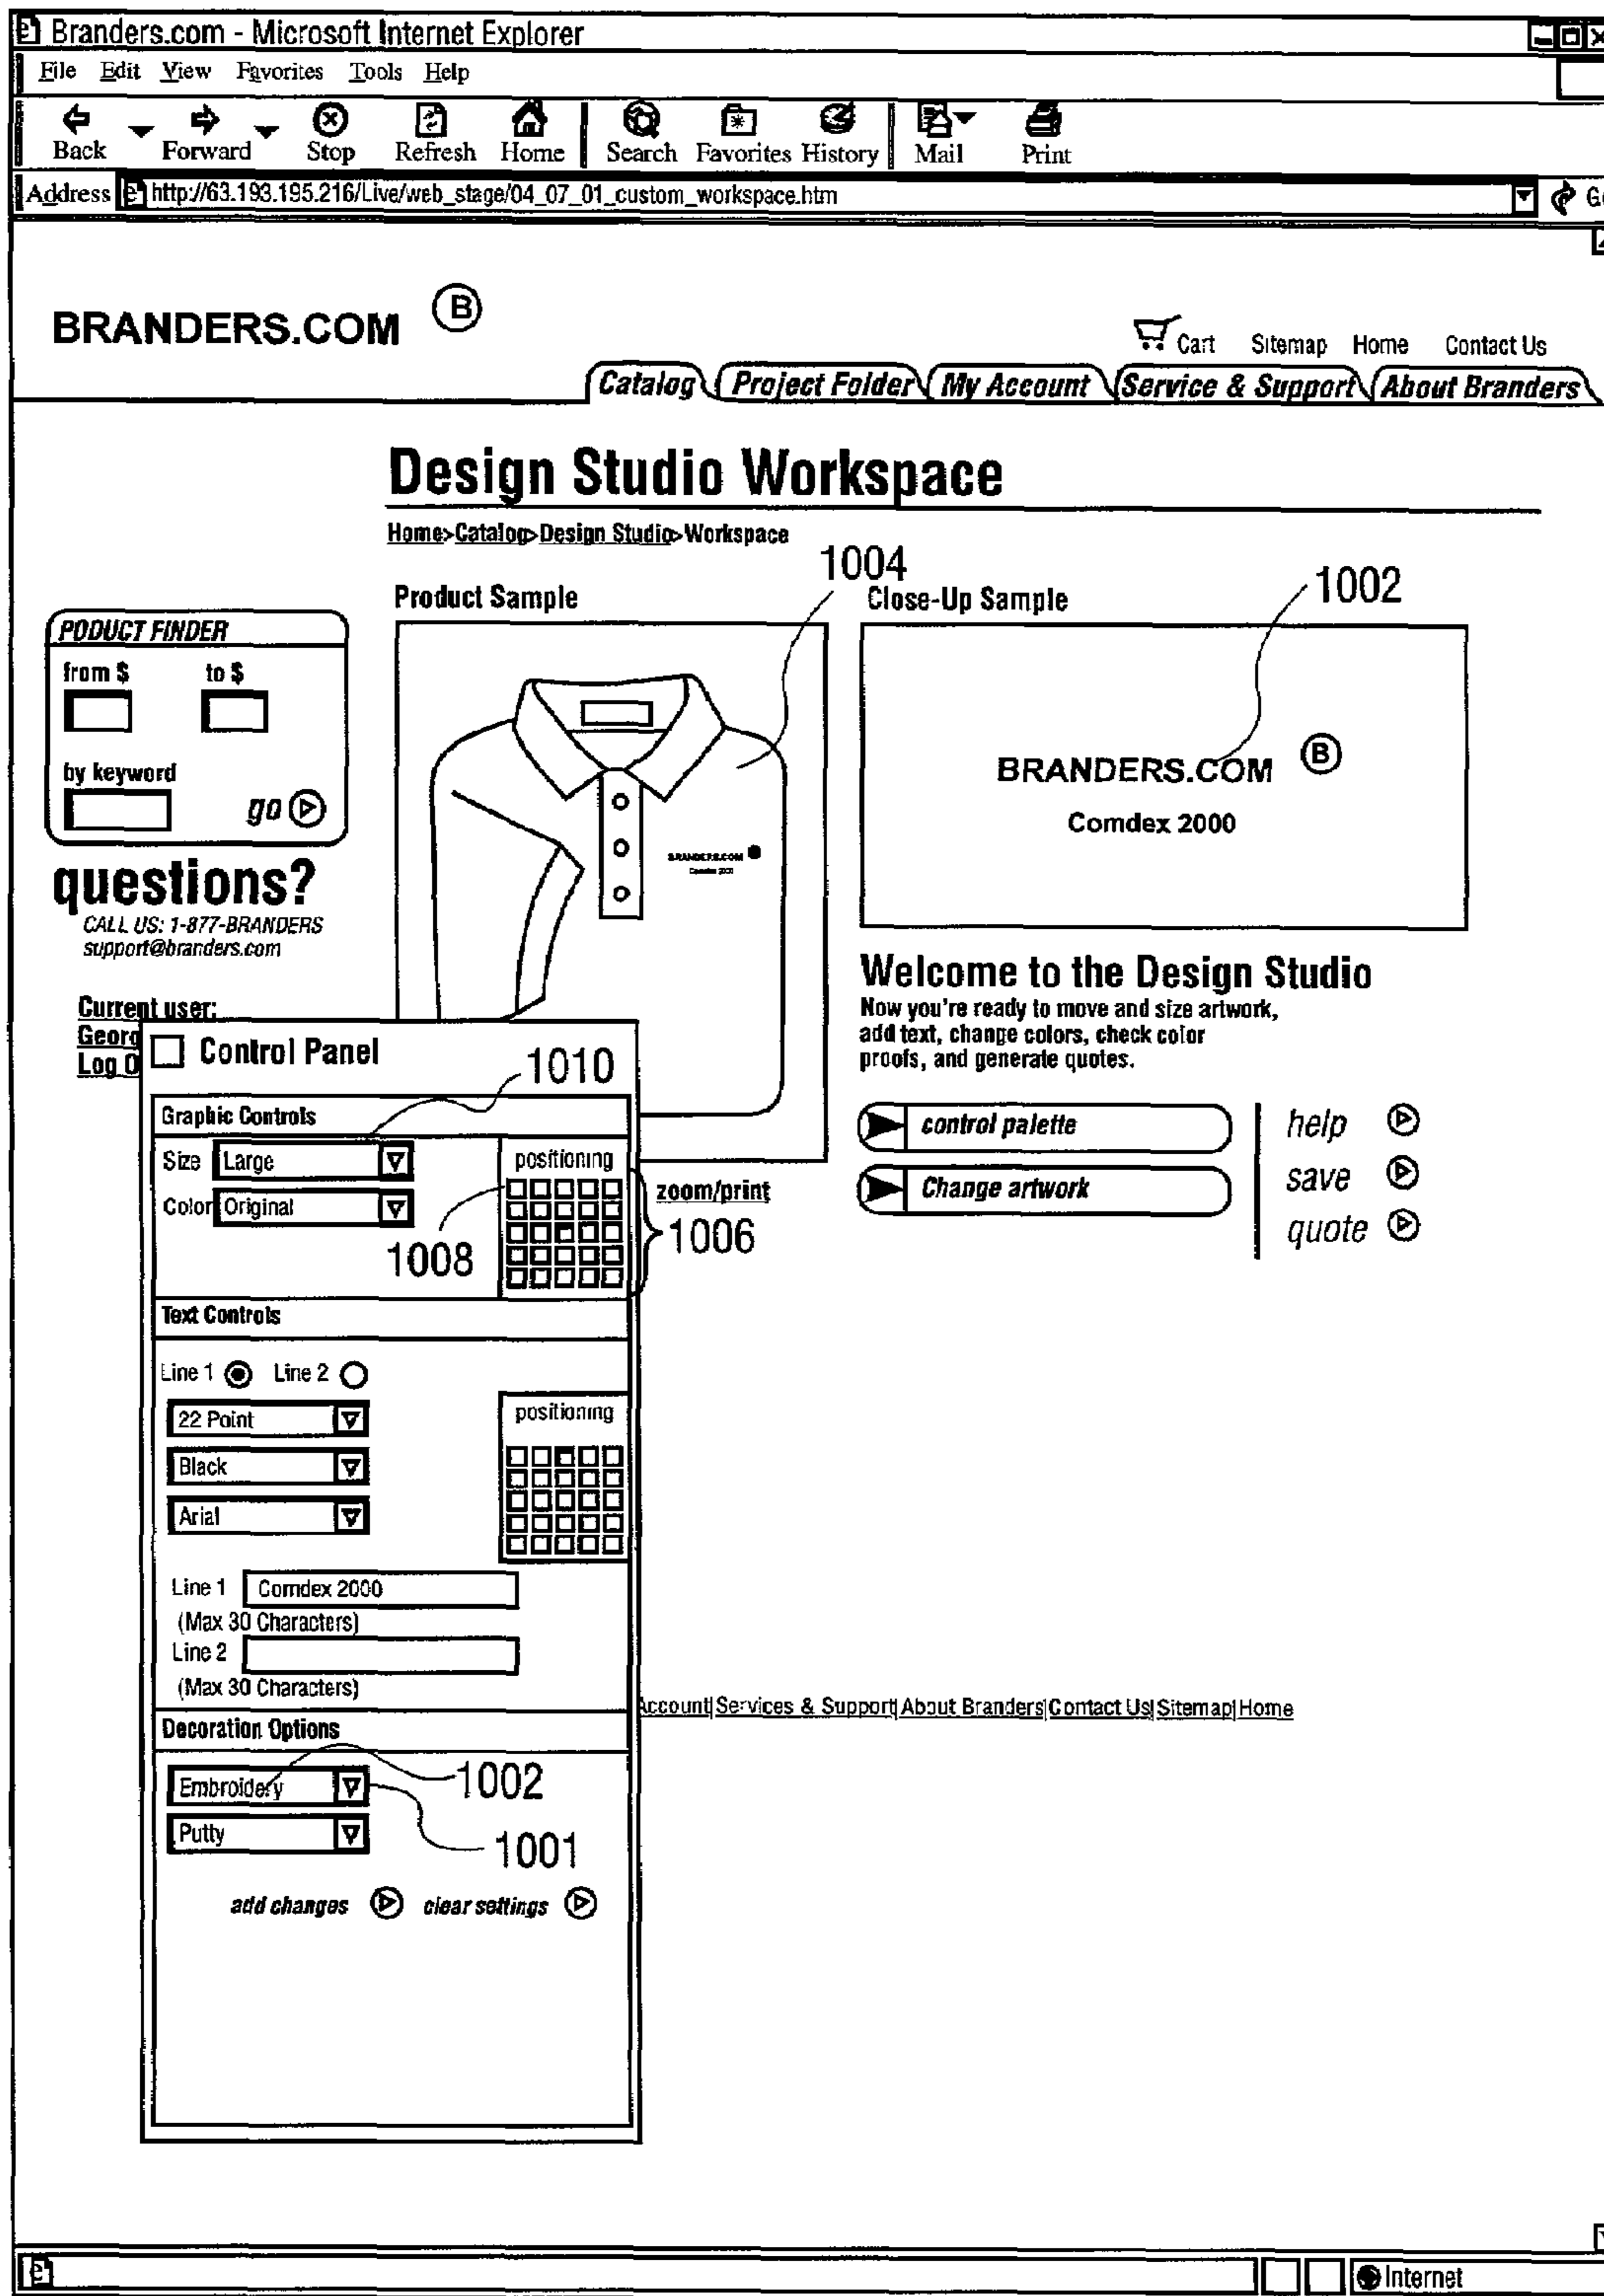 Branders.com - Microsoft Internet Explorer
File Edit View Favorites Tools Help
Back Forward Stop Refresh Home Search Favorites History Mail Print
Address http://63.193.195.216/Live/web_stage/04_07_01_custom_workspace.htm
BRANDERS.COM B
Cart Sitemap Home Contact Us
Catalog Project Folder My Account Service & Support About Branders
Design Studio Workspace
Home>Catalog>Design Studio>Workspace
1004
Product Sample
Close-Up Sample
1002
PODUCT FINDER
from $ to $
by keyword
go
BRANDERS.COM B
Comdex 2000
BRANDERS.COM
Comdex 2000
questions?
CALL US: 1-877-BRANDERS
support@branders.com
Current user:
Georg
Log O
Welcome to the Design Studio
Now you're ready to move and size artwork,
add text, change colors, check color
proofs, and generate quotes.
control palette
Change artwork
help
save
quote
Control Panel
1010
Graphic Controls
Size Large
Color Original
positioning
zoom/print
1006
1008
Text Controls
Line 1 Line 2
22 Point
Black
Arial
positioning
Line 1 Comdex 2000
(Max 30 Characters)
Line 2
(Max 30 Characters)
Account|Services & Support|About Branders|Contact Us|Sitemap|Home
Decoration Options
Embroidery
1002
Putty
1001
add changes clear settings
Internet